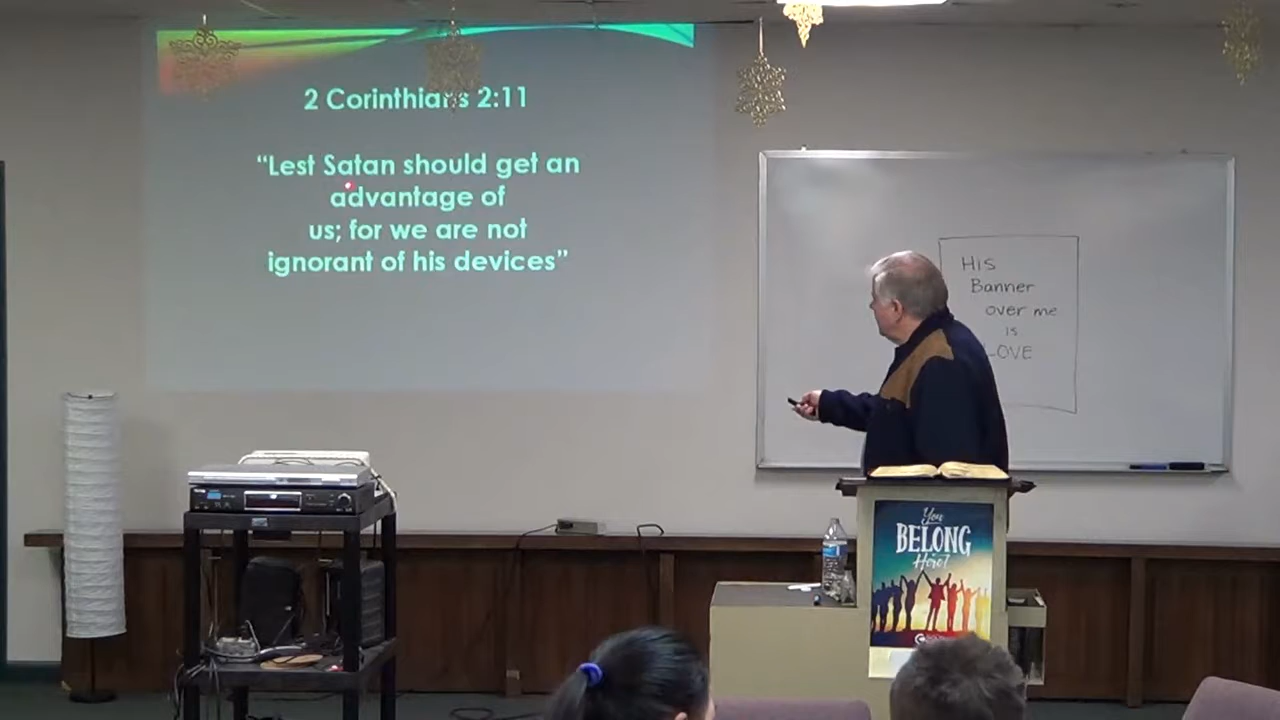 2 Corinthians 2:11
“Lest Satan should get an
advantage of
us; for we are not
ignorant of his devices”
HIS
Banner
over me
is
LOVE
You
BELONG
Here!